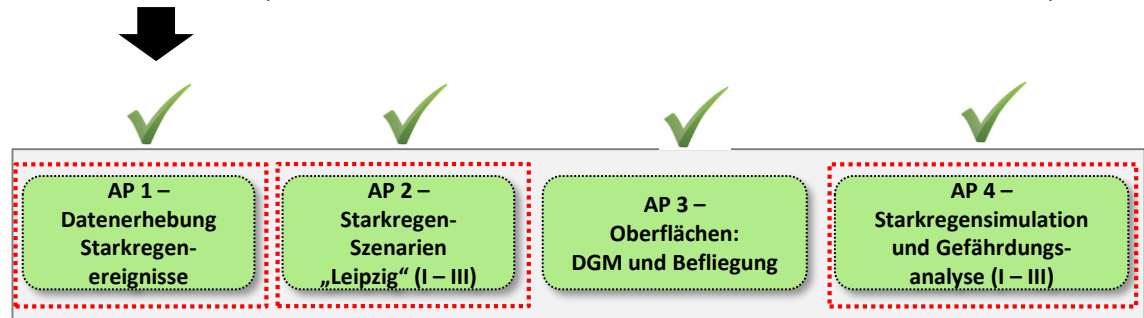 AP 1 –
Datenerhebung
Starkregen-
ereignisse
AP 2 –
Starkregen-
Szenarien
„Leipzig“ (I – III)
AP 3 –
Oberflächen:
DGM und Befliegung
AP 4 –
Starkregensimulation
und Gefährdungs-
analyse (I – III)